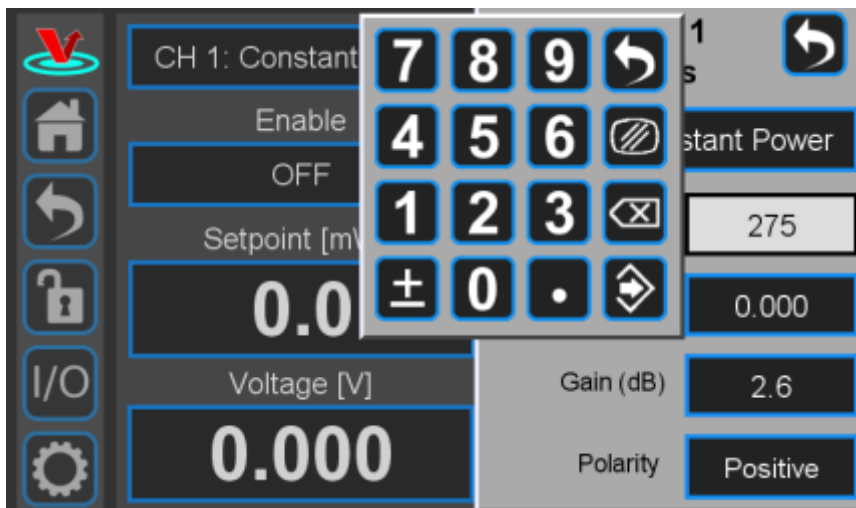 CH 1: Constant
Enable
OFF
Setpoint [m
0.0
Voltage [V]
0.000
I/O
7 8 9
4 5 6
1 2 3
± 0 .
1
s
stant Power
275
0.000
Gain (dB)
2.6
Polarity
Positive